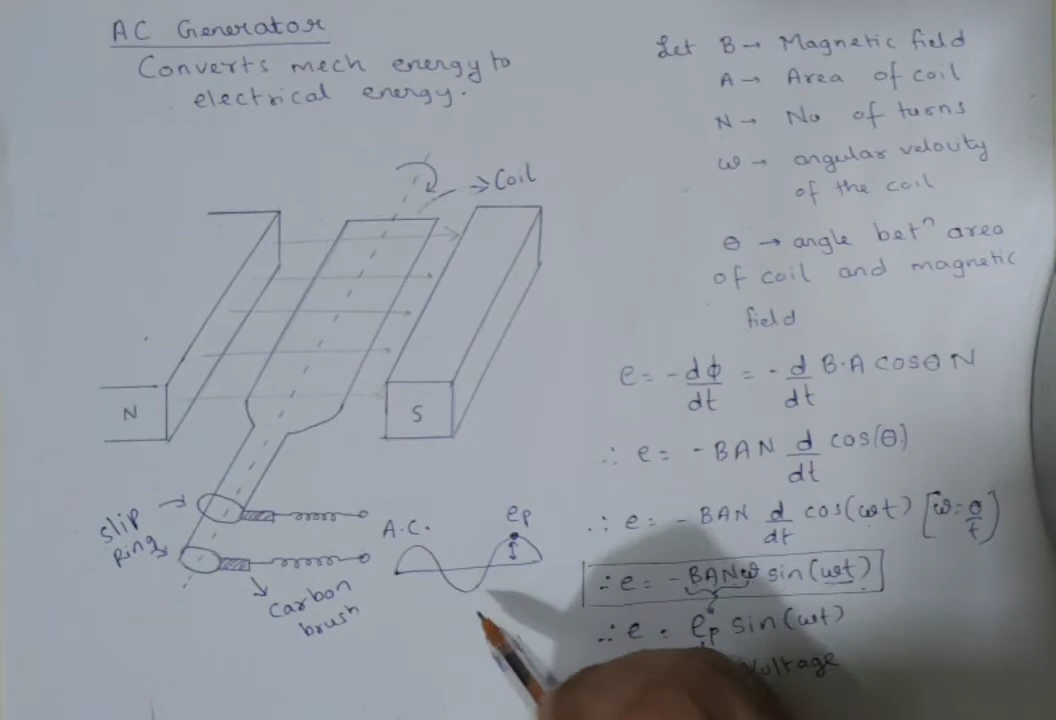 AC Generator
Converts mech energy to
electrical energy.
Coil
N
S
slip
ring
carbon
brush
A.C.
ep
Let B → Magnetic field
A → Area of coil
N → No of turns
ω → angular velocity
of the coil
θ → angle betⁿ area
of coil and magnetic
field
e = -dϕ/dt = -d/dt B·A cosθ N
∴ e = -BAN d/dt cos(θ)
∴ e = -BAN d/dt cos(ωt) [ω = θ/t]
∴ e = -BANω sin(ωt)
∴ e = ep sin(ωt)
Voltage